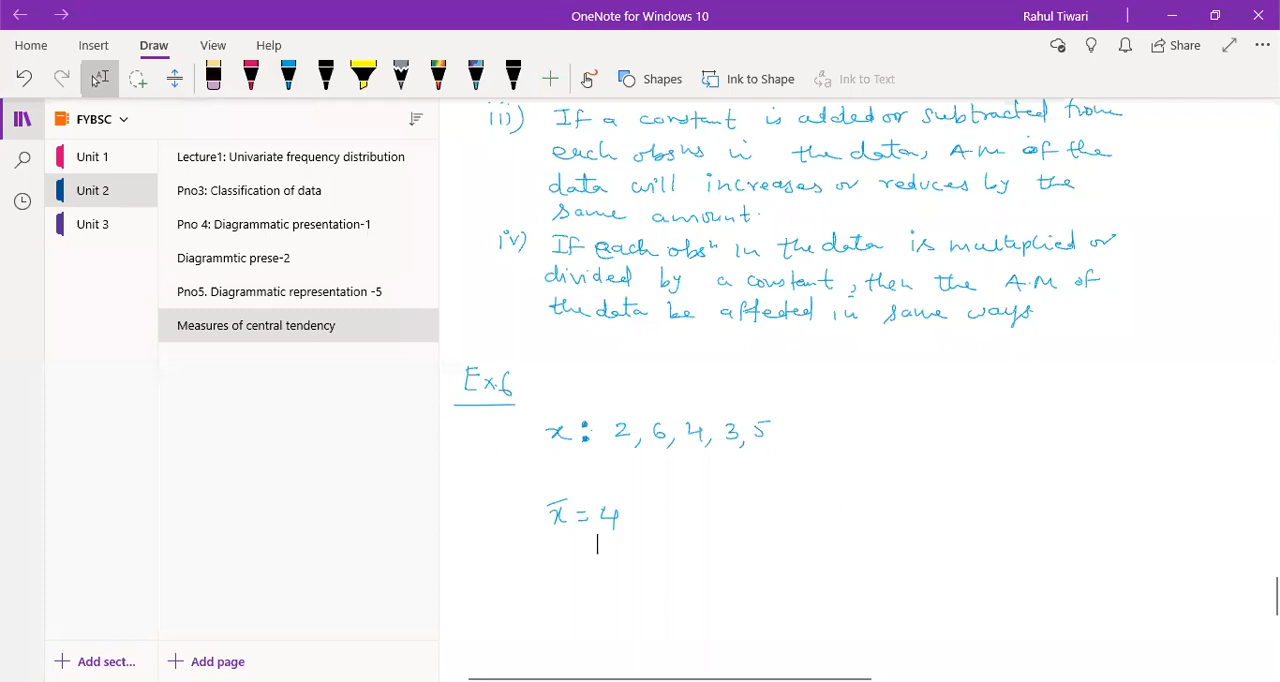 OneNote for Windows 10
Rahul Tiwari
Home Insert Draw View Help
Share
Shapes
Ink to Shape
Ink to Text
FYBSC
Unit 1
Unit 2
Unit 3
Lecture1: Univariate frequency distribution
Pno3: Classification of data
Pno 4: Diagrammatic presentation-1
Diagrammtic prese-2
Pno5. Diagrammatic representation -5
Measures of central tendency
Add sect...
Add page
iii) If a constant is added or subtracted from
each obsns in the data, A.M of the
data will increases or reduces by the
same amount.
iv) If each obsn in the data is multiplied or
divided by a constant, then the A.M of
the data be affected in same ways
Ex.6
x : 2, 6, 4, 3, 5
x̄ = 4